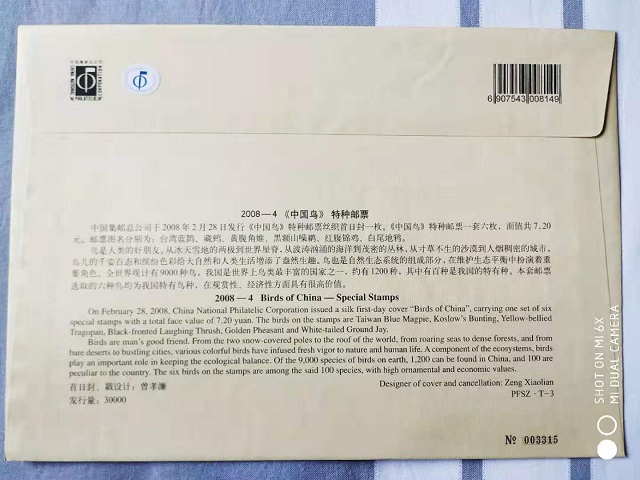 6 907543 008149
2008—4 《中国鸟》 特种邮票
中国集邮总公司于2008年2月28日发行《中国鸟》特种邮票丝织首日封一枚。《中国鸟》特种邮票一套六枚，面值共7.20
元。邮票图名分别为：台湾蓝鹊、藏鹀、黄腹角雉、黑额山噪鹛、红腹锦鸡、白尾地鸦。
鸟是人类的好朋友。从冰天雪地的两极到世界屋脊，从波涛汹涌的海洋到茂密的丛林，从寸草不生的沙漠到人烟稠密的城市，
鸟儿的千姿百态和缤纷色彩给大自然和人类生活增添了盎然生趣。鸟也是自然生态系统的组成部分，在维护生态平衡中扮演着重
要角色。全世界现计有9000种鸟，我国是世界上鸟类最丰富的国家之一，约有1200种，其中有百种是我国的特有种。本套邮票
选取的六种鸟均为我国特有鸟种，在观赏性、经济性方面具有很高价值。
2008 — 4 Birds of China — Special Stamps
On February 28, 2008, China National Philatelic Corporation issued a silk first-day cover "Birds of China", carrying one set of six
special stamps with a total face value of 7.20 yuan. The birds on the stamps are Taiwan Blue Magpie, Koslow's Bunting, Yellow-bellied
Tragopan, Black-fronted Laughing Thrush, Golden Pheasant and White-tailed Ground Jay.
Birds are man's good friend. From the two snow-covered poles to the roof of the world, from roaring seas to dense forests, and from
bare deserts to bustling cities, various colorful birds have infused fresh vigor to nature and human life. A component of the ecosystems, birds
play an important role in keeping the ecological balance. Of the 9,000 species of birds on earth, 1,200 can be found in China, and 100 are
peculiar to the country. The six birds on the stamps are among the said 100 species, with high ornamental and economic values.
首日封、戳设计：曾孝濂
Designer of cover and cancellation: Zeng Xiaolian
发行量：30000
PFSZ·T-3
№ 003315
SHOT ON MI 6X
MI DUAL CAMERA